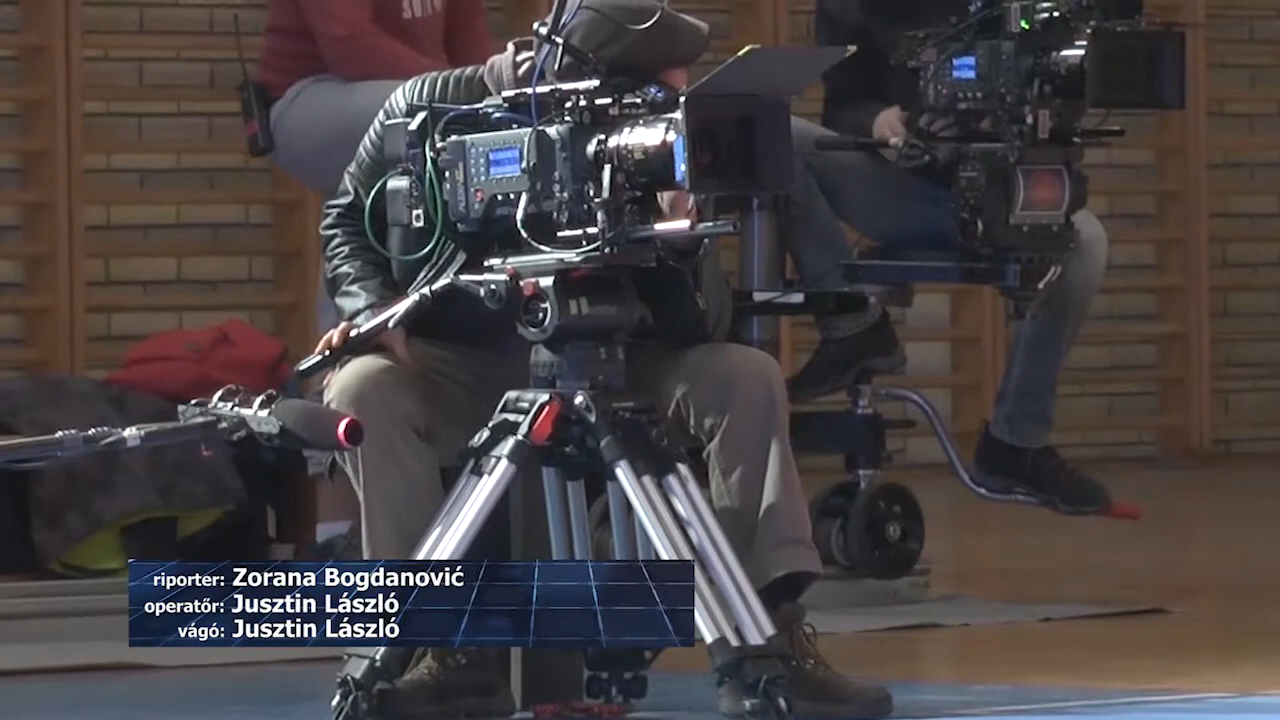 riporter: Zorana Bogdanović
operatőr: Jusztin László
vágó: Jusztin László